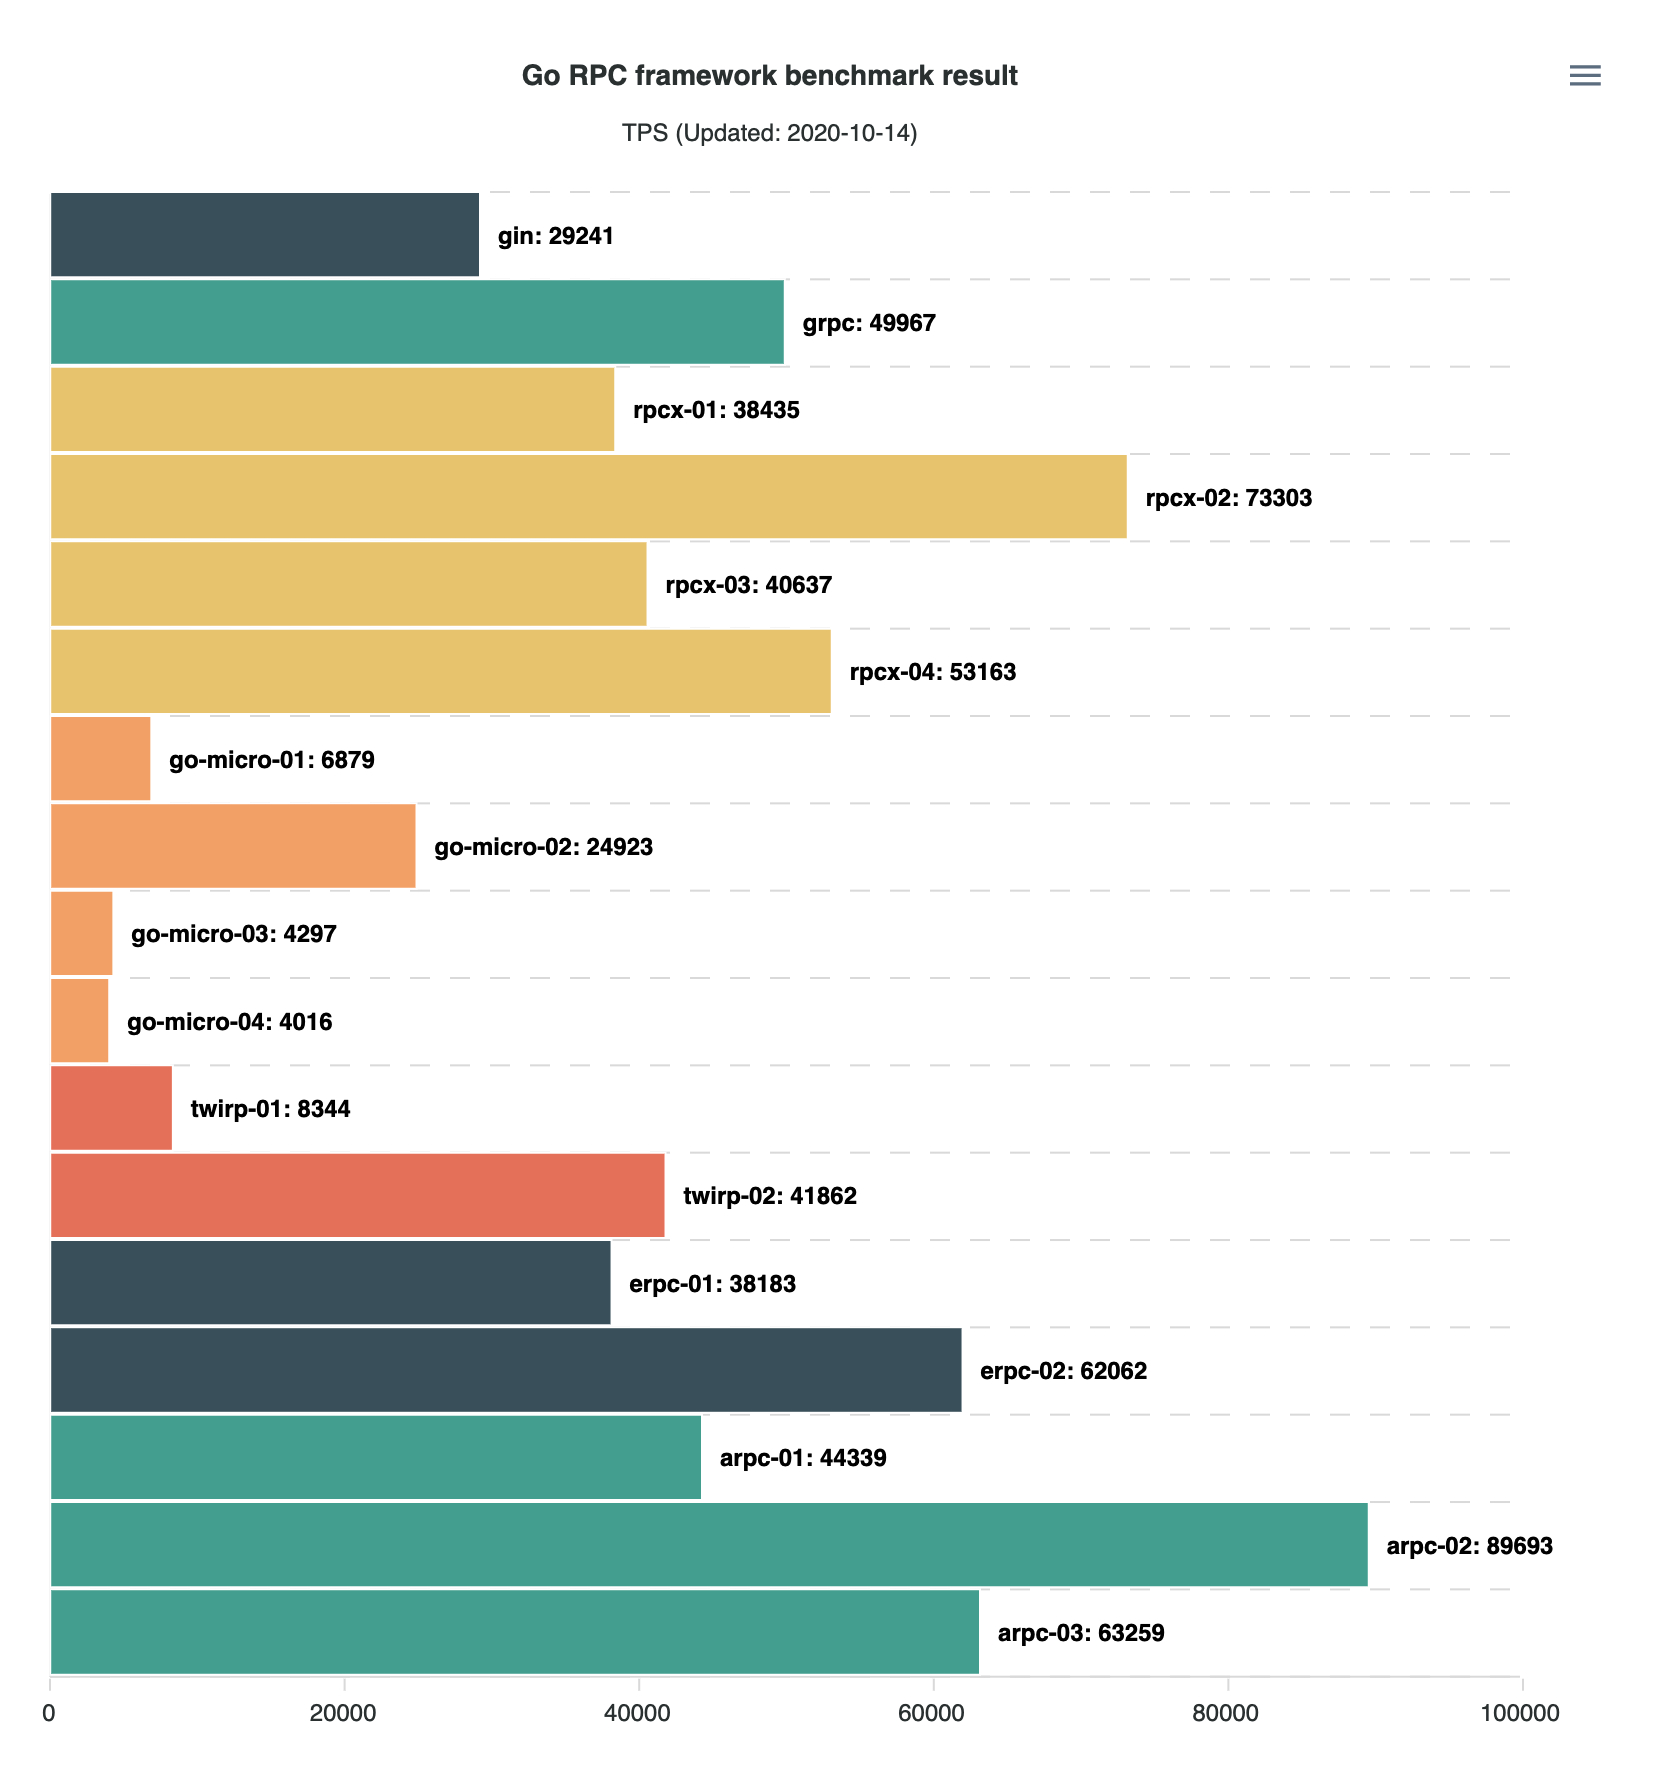 Go RPC framework benchmark result
TPS (Updated: 2020-10-14)
gin: 29241
grpc: 49967
rpcx-01: 38435
rpcx-02: 73303
rpcx-03: 40637
rpcx-04: 53163
go-micro-01: 6879
go-micro-02: 24923
go-micro-03: 4297
go-micro-04: 4016
twirp-01: 8344
twirp-02: 41862
erpc-01: 38183
erpc-02: 62062
arpc-01: 44339
arpc-02: 89693
arpc-03: 63259
0 20000 40000 60000 80000 100000